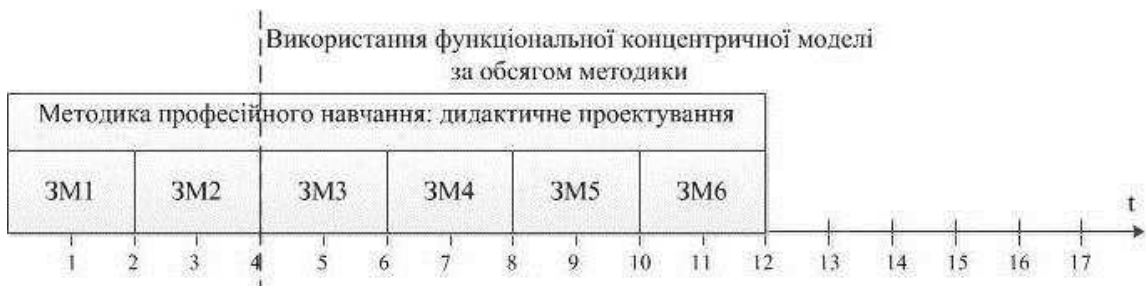 Використання функціональної концентричної моделі
за обсягом методики
Методика професійного навчання: дидактичне проектування
ЗМ1 ЗМ2 ЗМ3 ЗМ4 ЗМ5 ЗМ6
t
1 2 3 4 5 6 7 8 9 10 11 12 13 14 15 16 17